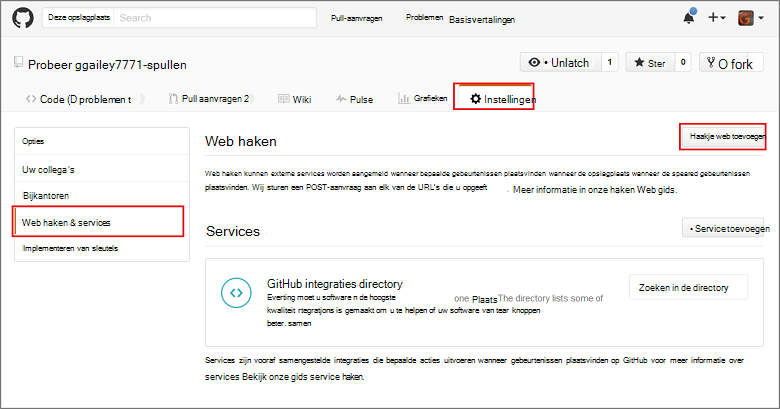 Deze opslagplaats Search Pull-aanvragen Problemen Basisvertalingen
Probeer ggailey7771-spullen • Unlatch 1 Ster 0 O fork
<> Code (D probleem t Pull aanvragen 2 Wiki Pulse Grafieken Instellingen
Opties
Uw collega's
Bijkantoren
Web haken & services
Implementeren van sleutels
Web haken Haakje web toevoegen
Web haken kunnen externe services worden aangemeld wanneer bepaalde gebeurtenissen plaatsvinden wanneer de opslagplaats wanneer de speared gebeurtenissen
plaatsvinden. Wij sturen een POST-aanvraag aan elk van de URL's die u opgeeft . Meer informatie in onze haken Web gids.
Services • Service toevoegen
GitHub integraties directory
Everting moet u software n de hoogste one Plaats The directory lists some of Zoeken in de directory
kwaliteit rtegratjons is gemaakt om u te helpen of uw software van tear knoppen
beter. samen
Services zijn vooraf samengestelde integraties die bepaalde acties uitvoeren wanneer gebeurtenissen plaatsvinden op GitHub voor meer informatie over
services Bekijk onze gids service haken.